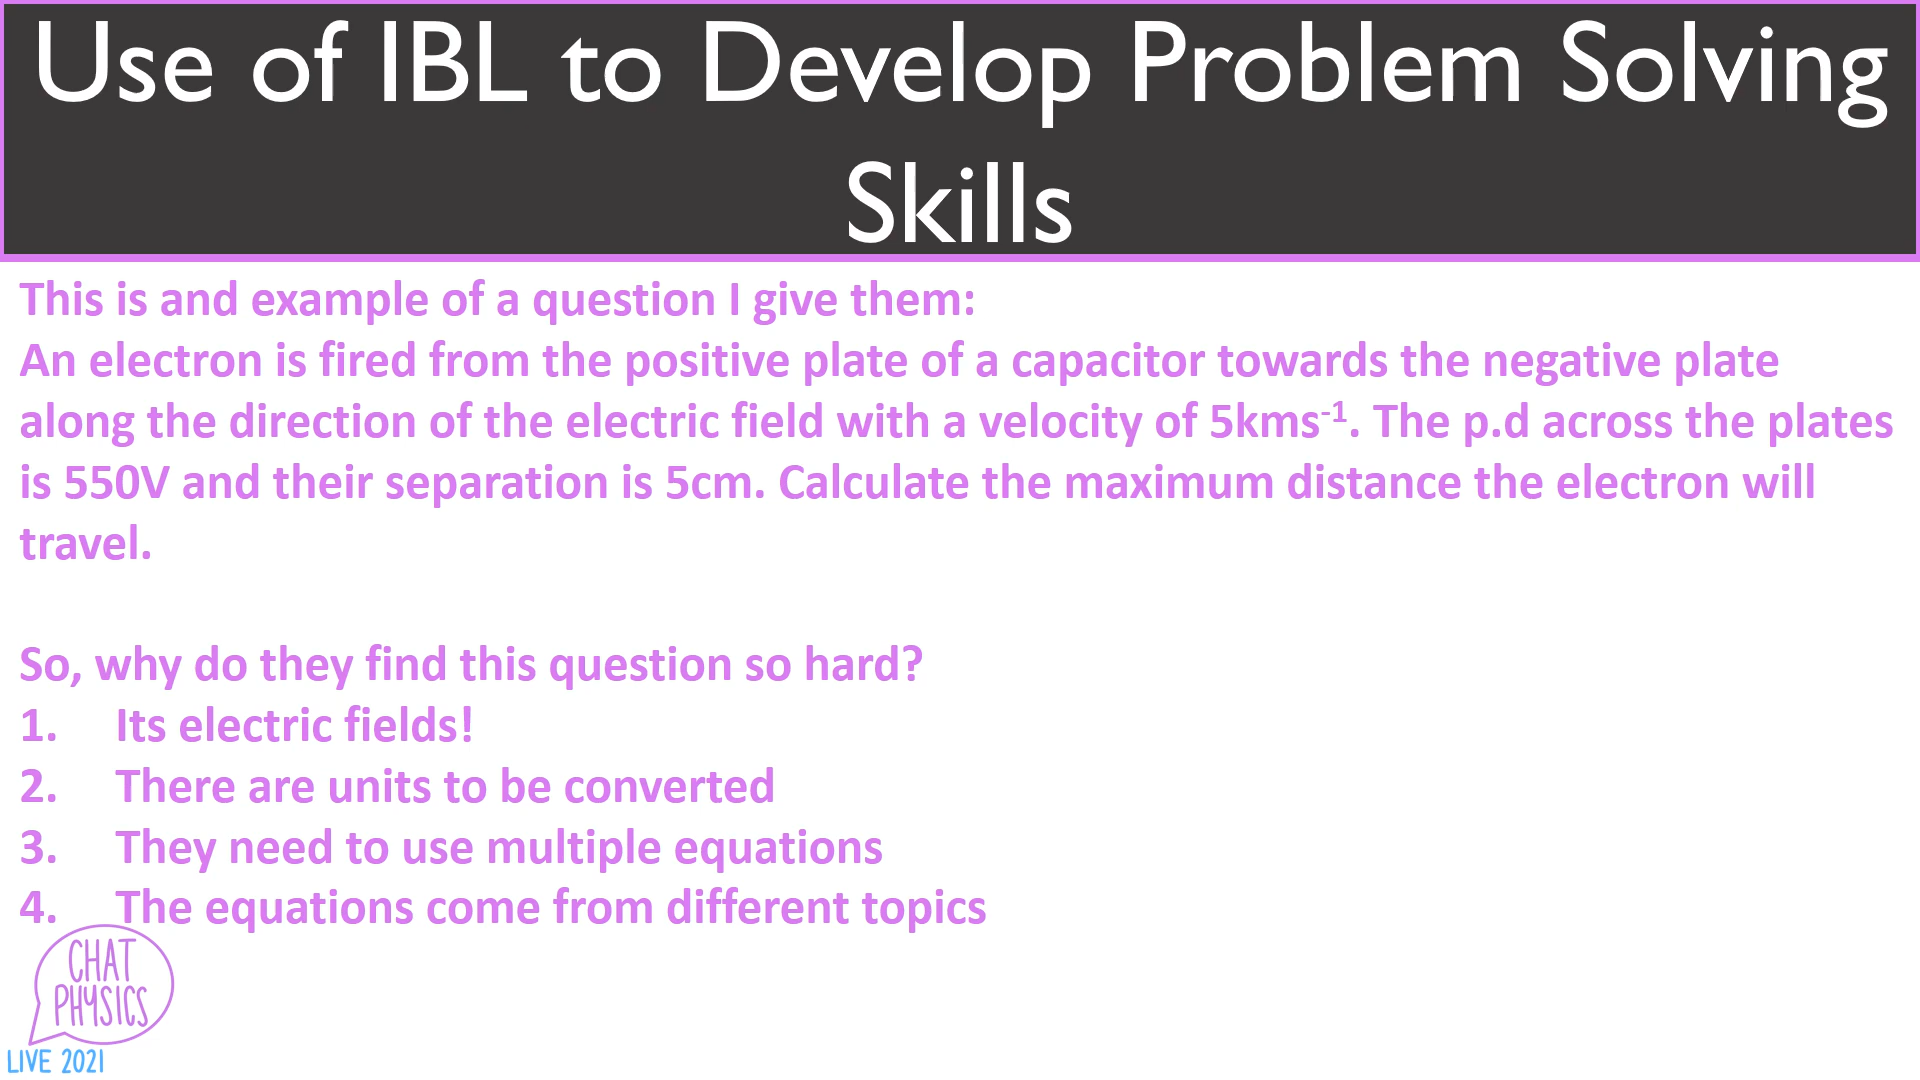 Use of IBL to Develop Problem Solving
Skills
This is and example of a question I give them:
An electron is fired from the positive plate of a capacitor towards the negative plate
along the direction of the electric field with a velocity of 5kms⁻¹. The p.d across the plates
is 550V and their separation is 5cm. Calculate the maximum distance the electron will
travel.
So, why do they find this question so hard?
1. Its electric fields!
2. There are units to be converted
3. They need to use multiple equations
4. The equations come from different topics
CHAT
PHYSICS
LIVE 2021